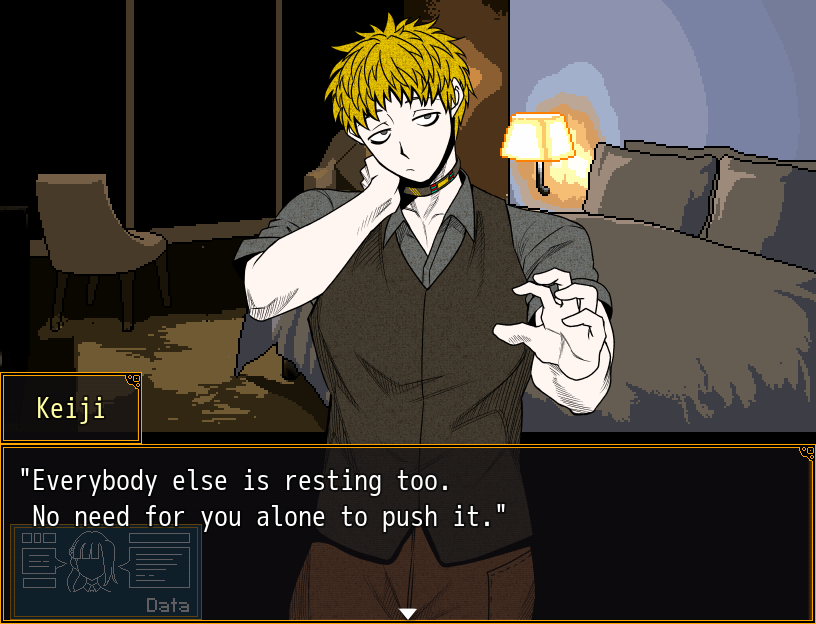 Keiji
"Everybody else is resting too.
No need for you alone to push it."
Data